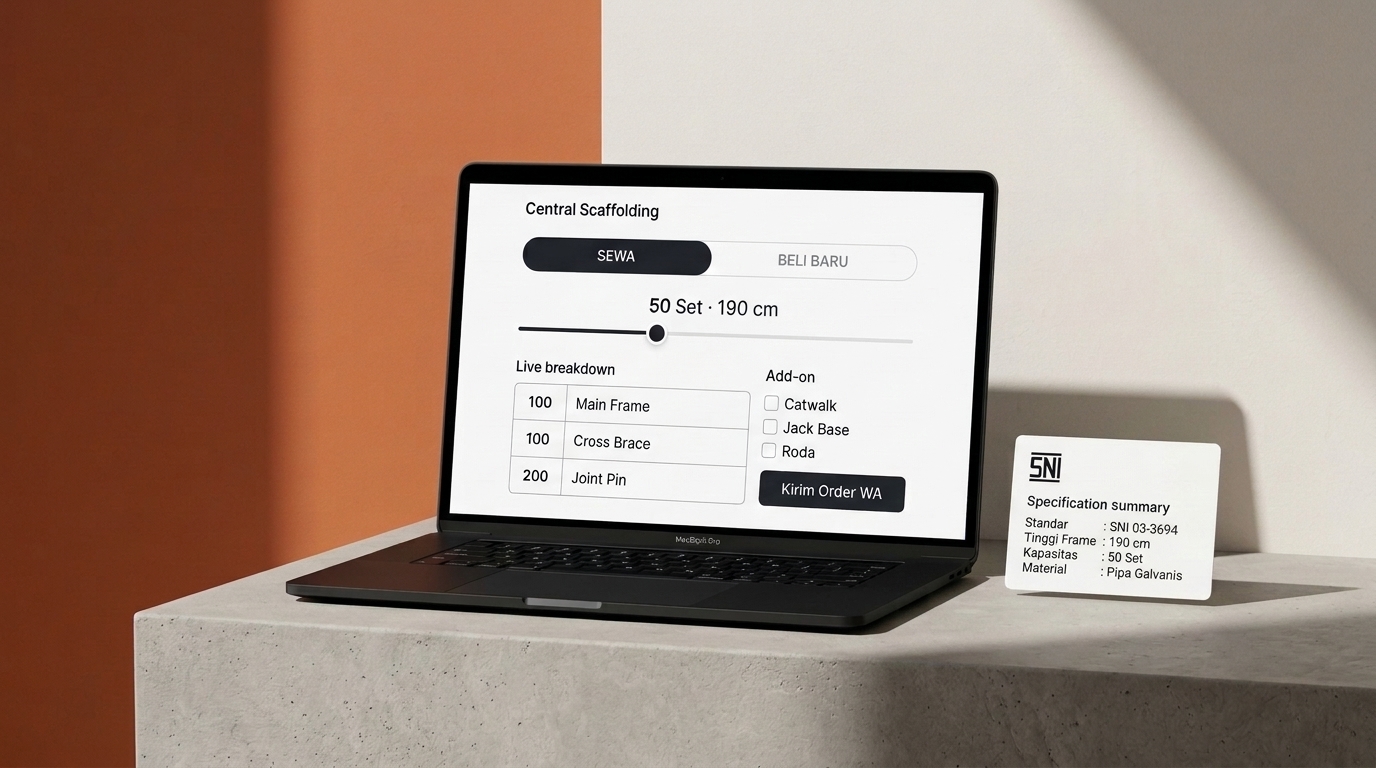 Central Scaffolding
SEWA
BELI BARU
50 Set · 190 cm
Live breakdown
100 Main Frame
100 Cross Brace
200 Joint Pin
Add-on
Catwalk
Jack Base
Roda
Kirim Order WA
SNI
Specification summary
Standar : SNI 03-3694
Tinggi Frame : 190 cm
Kapasitas : 50 Set
Material : Pipa Galvanis